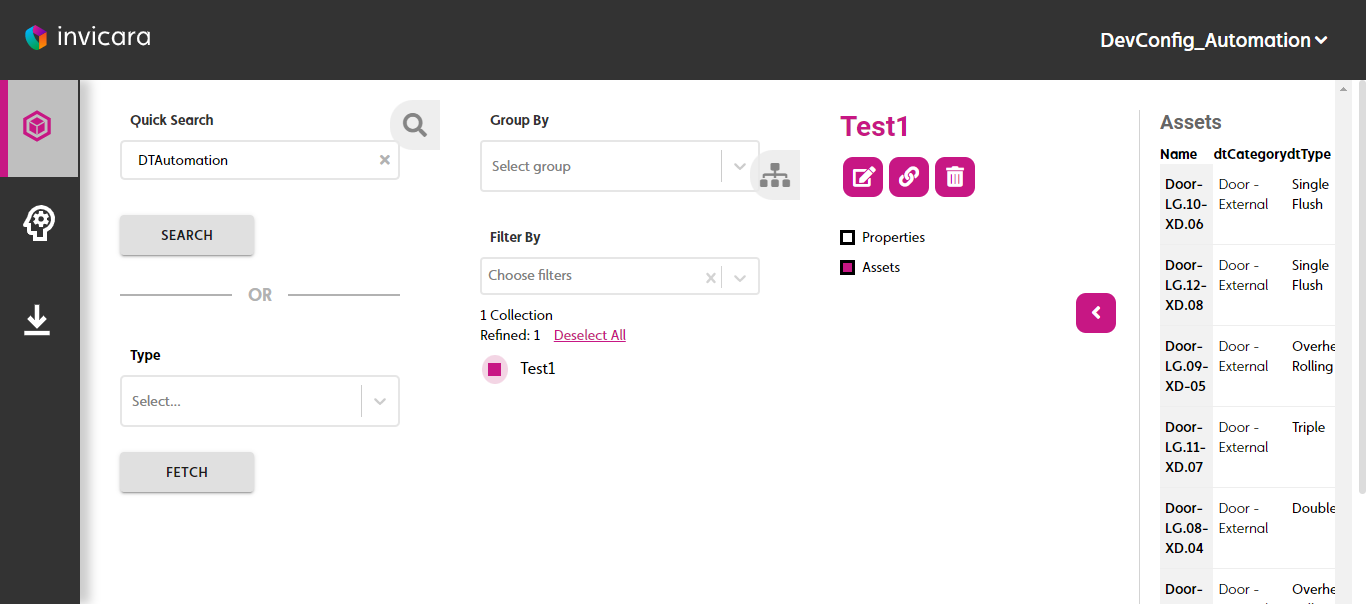 invicara
DevConfig_Automation
Quick Search
DTAutomation
SEARCH
OR
Type
Select...
FETCH
Group By
Select group
Filter By
Choose filters
1 Collection
Refined: 1 Deselect All
Test1
Test1
Properties
Assets
Assets
Name dtCategory dtType
Door- Door - Single
LG.10- External Flush
XD.06
Door- Door - Single
LG.12- External Flush
XD.08
Door- Door - Overhe
LG.09- External Rolling
XD-05
Door- Door - Triple
LG.11- External
XD.07
Door- Door - Double
LG.08- External
XD.04
Door- Door - Overhe